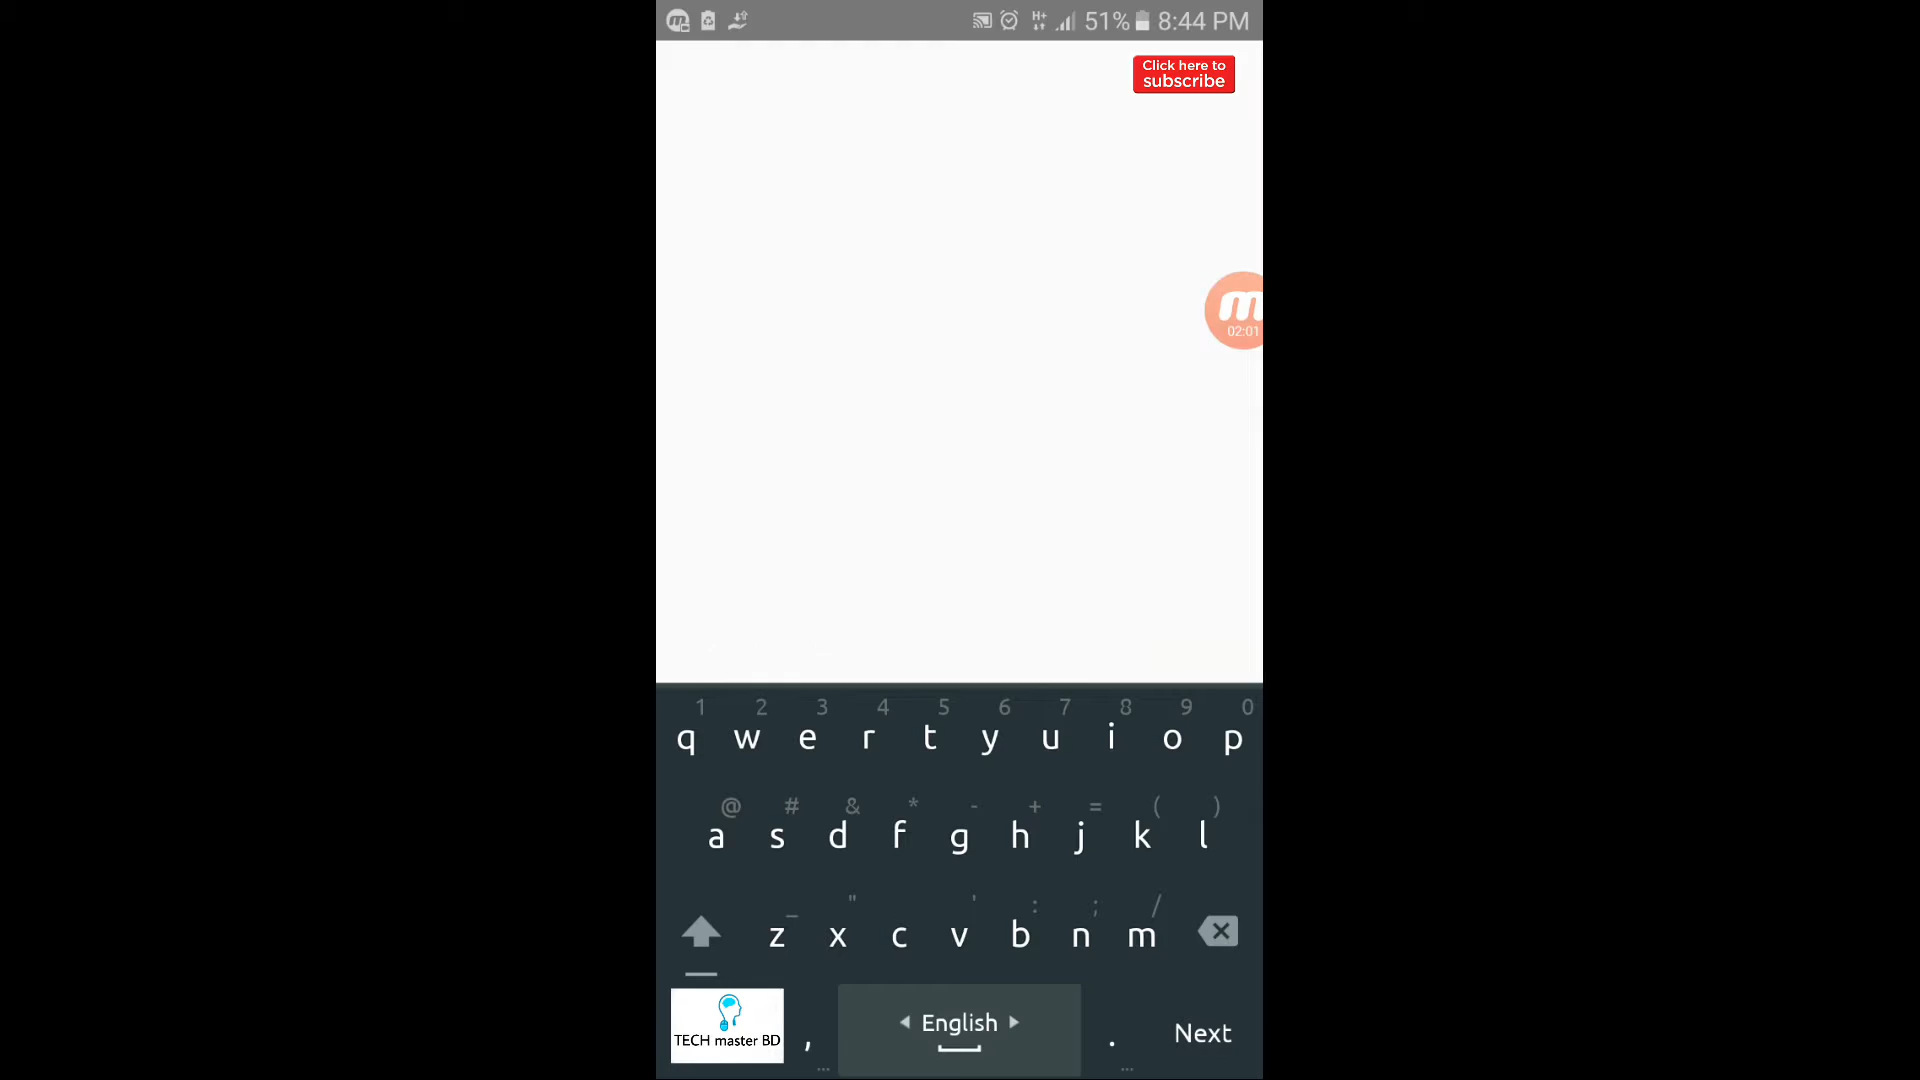 51% 8:44 PM
Click here to
subscribe
m
02:01
1 2 3 4 5 6 7 8 9 0
q w e r t y u i o p
@ # & * - + = ( )
a s d f g h j k l
_ " ' : ; /
z x c v b n m
TECH master BD
, English . Next
... ...